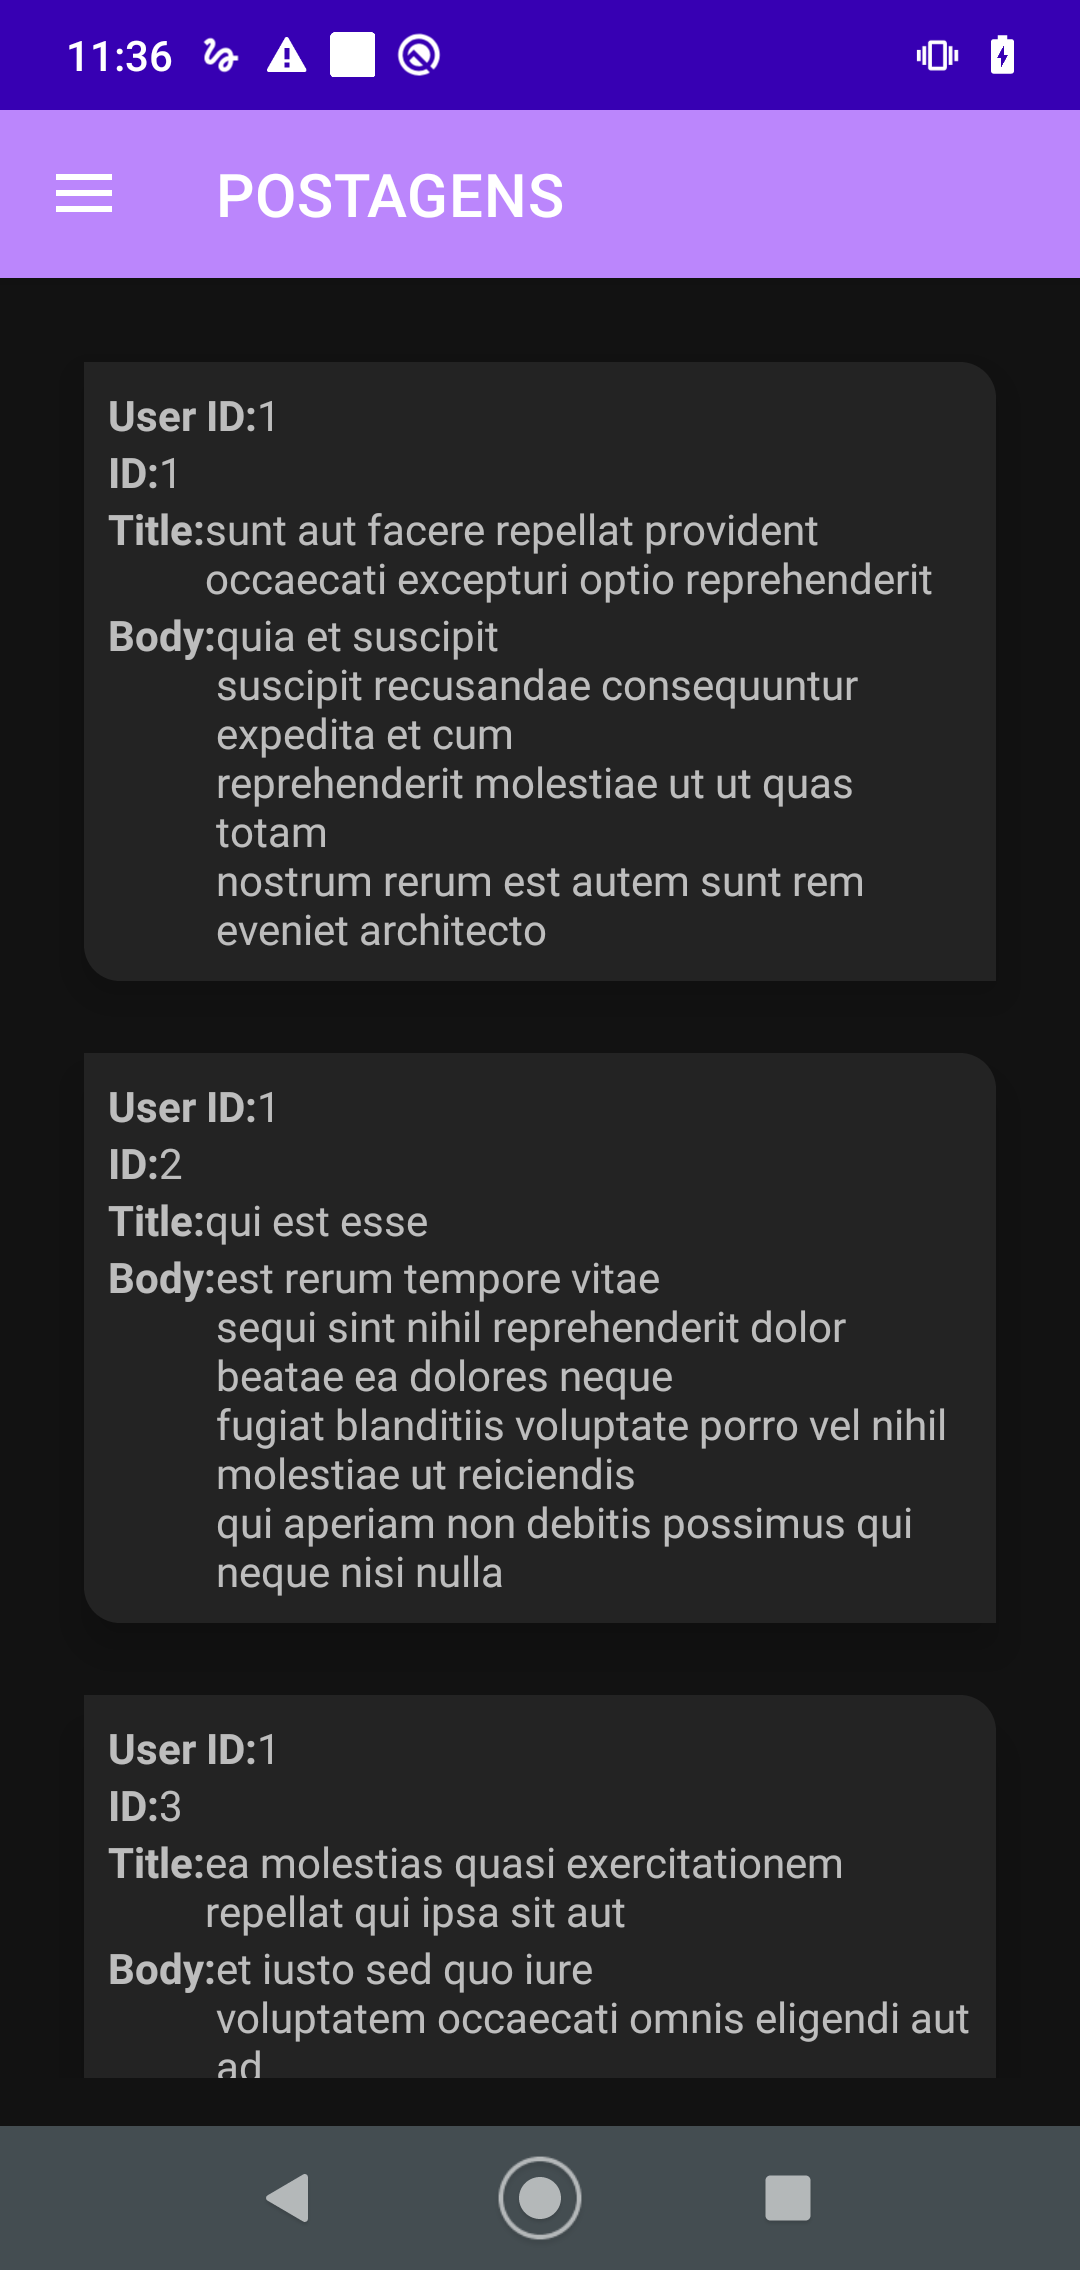 11:36
POSTAGENS
User ID:1
ID:1
Title:sunt aut facere repellat provident
occaecati excepturi optio reprehenderit
Body:quia et suscipit
suscipit recusandae consequuntur
expedita et cum
reprehenderit molestiae ut ut quas
totam
nostrum rerum est autem sunt rem
eveniet architecto
User ID:1
ID:2
Title:qui est esse
Body:est rerum tempore vitae
sequi sint nihil reprehenderit dolor
beatae ea dolores neque
fugiat blanditiis voluptate porro vel nihil
molestiae ut reiciendis
qui aperiam non debitis possimus qui
neque nisi nulla
User ID:1
ID:3
Title:ea molestias quasi exercitationem
repellat qui ipsa sit aut
Body:et iusto sed quo iure
voluptatem occaecati omnis eligendi aut
ad